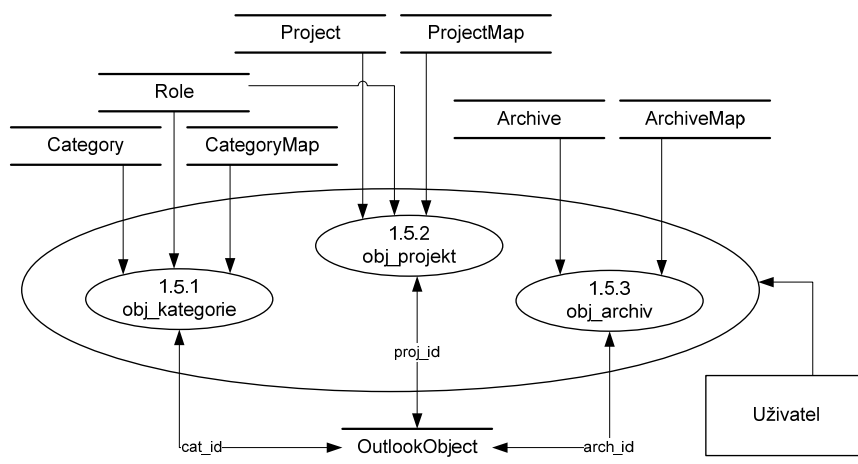 Project
ProjectMap
Role
Archive
ArchiveMap
Category
CategoryMap
1.5.2
obj_projekt
1.5.1
obj_kategorie
1.5.3
obj_archiv
proj_id
Uživatel
cat_id
OutlookObject
arch_id